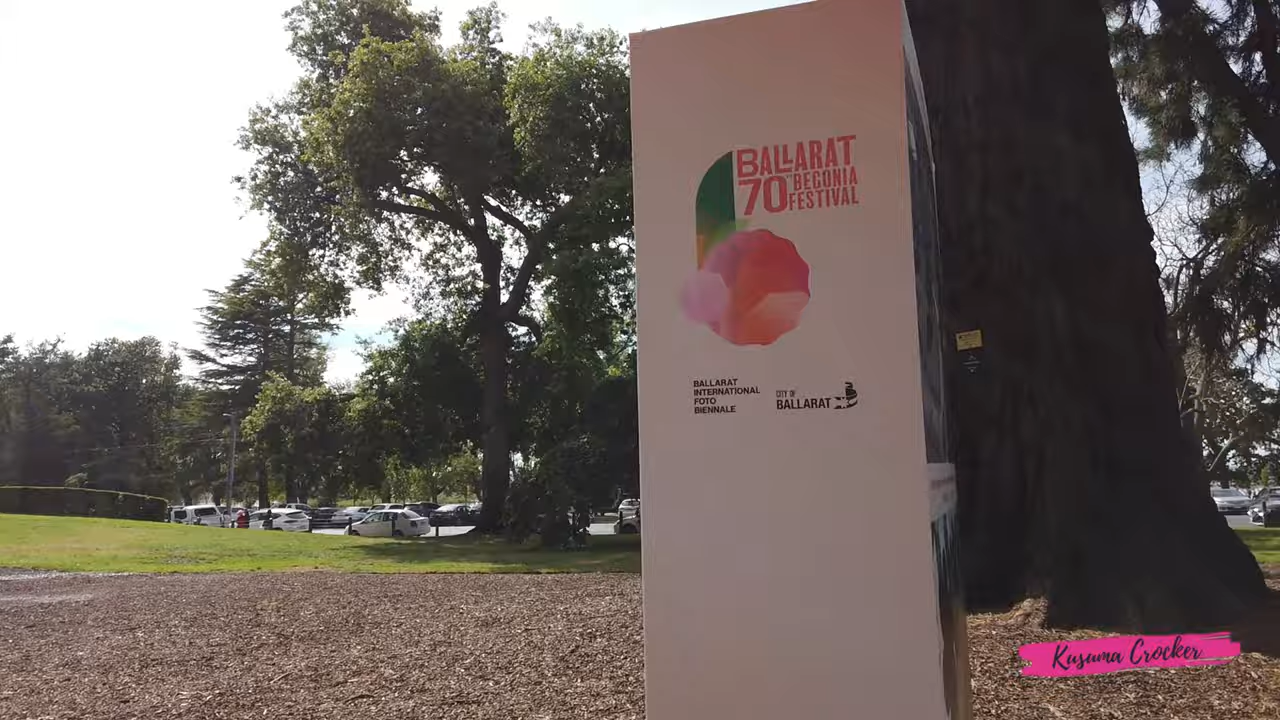 BALLARAT
70TH BEGONIA
FESTIVAL
BALLARAT
INTERNATIONAL
FOTO
BIENNALE
CITY OF
BALLARAT
Kusuma Crocker